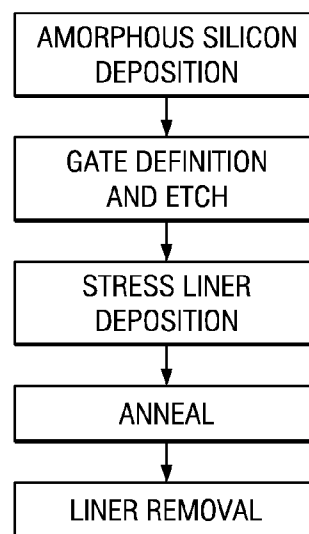 AMORPHOUS SILICON
DEPOSITION
GATE DEFINITION
AND ETCH
STRESS LINER
DEPOSITION
ANNEAL
LINER REMOVAL